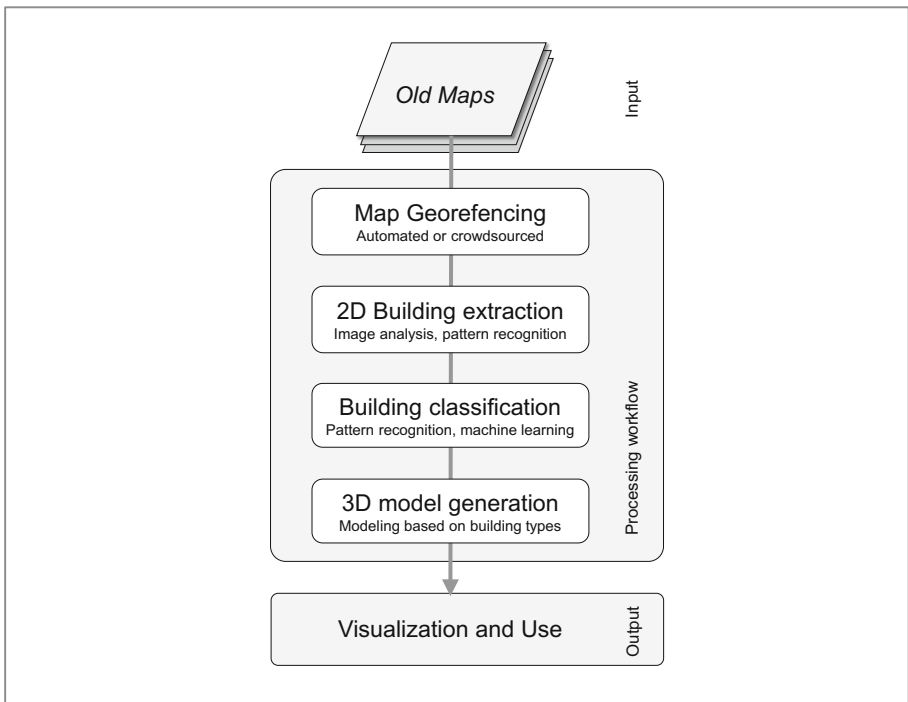 Old Maps
Input
Map Georefencing
Automated or crowdsourced
2D Building extraction
Image analysis, pattern recognition
Building classification
Pattern recognition, machine learning
3D model generation
Modeling based on building types
Processing workflow
Visualization and Use
Output